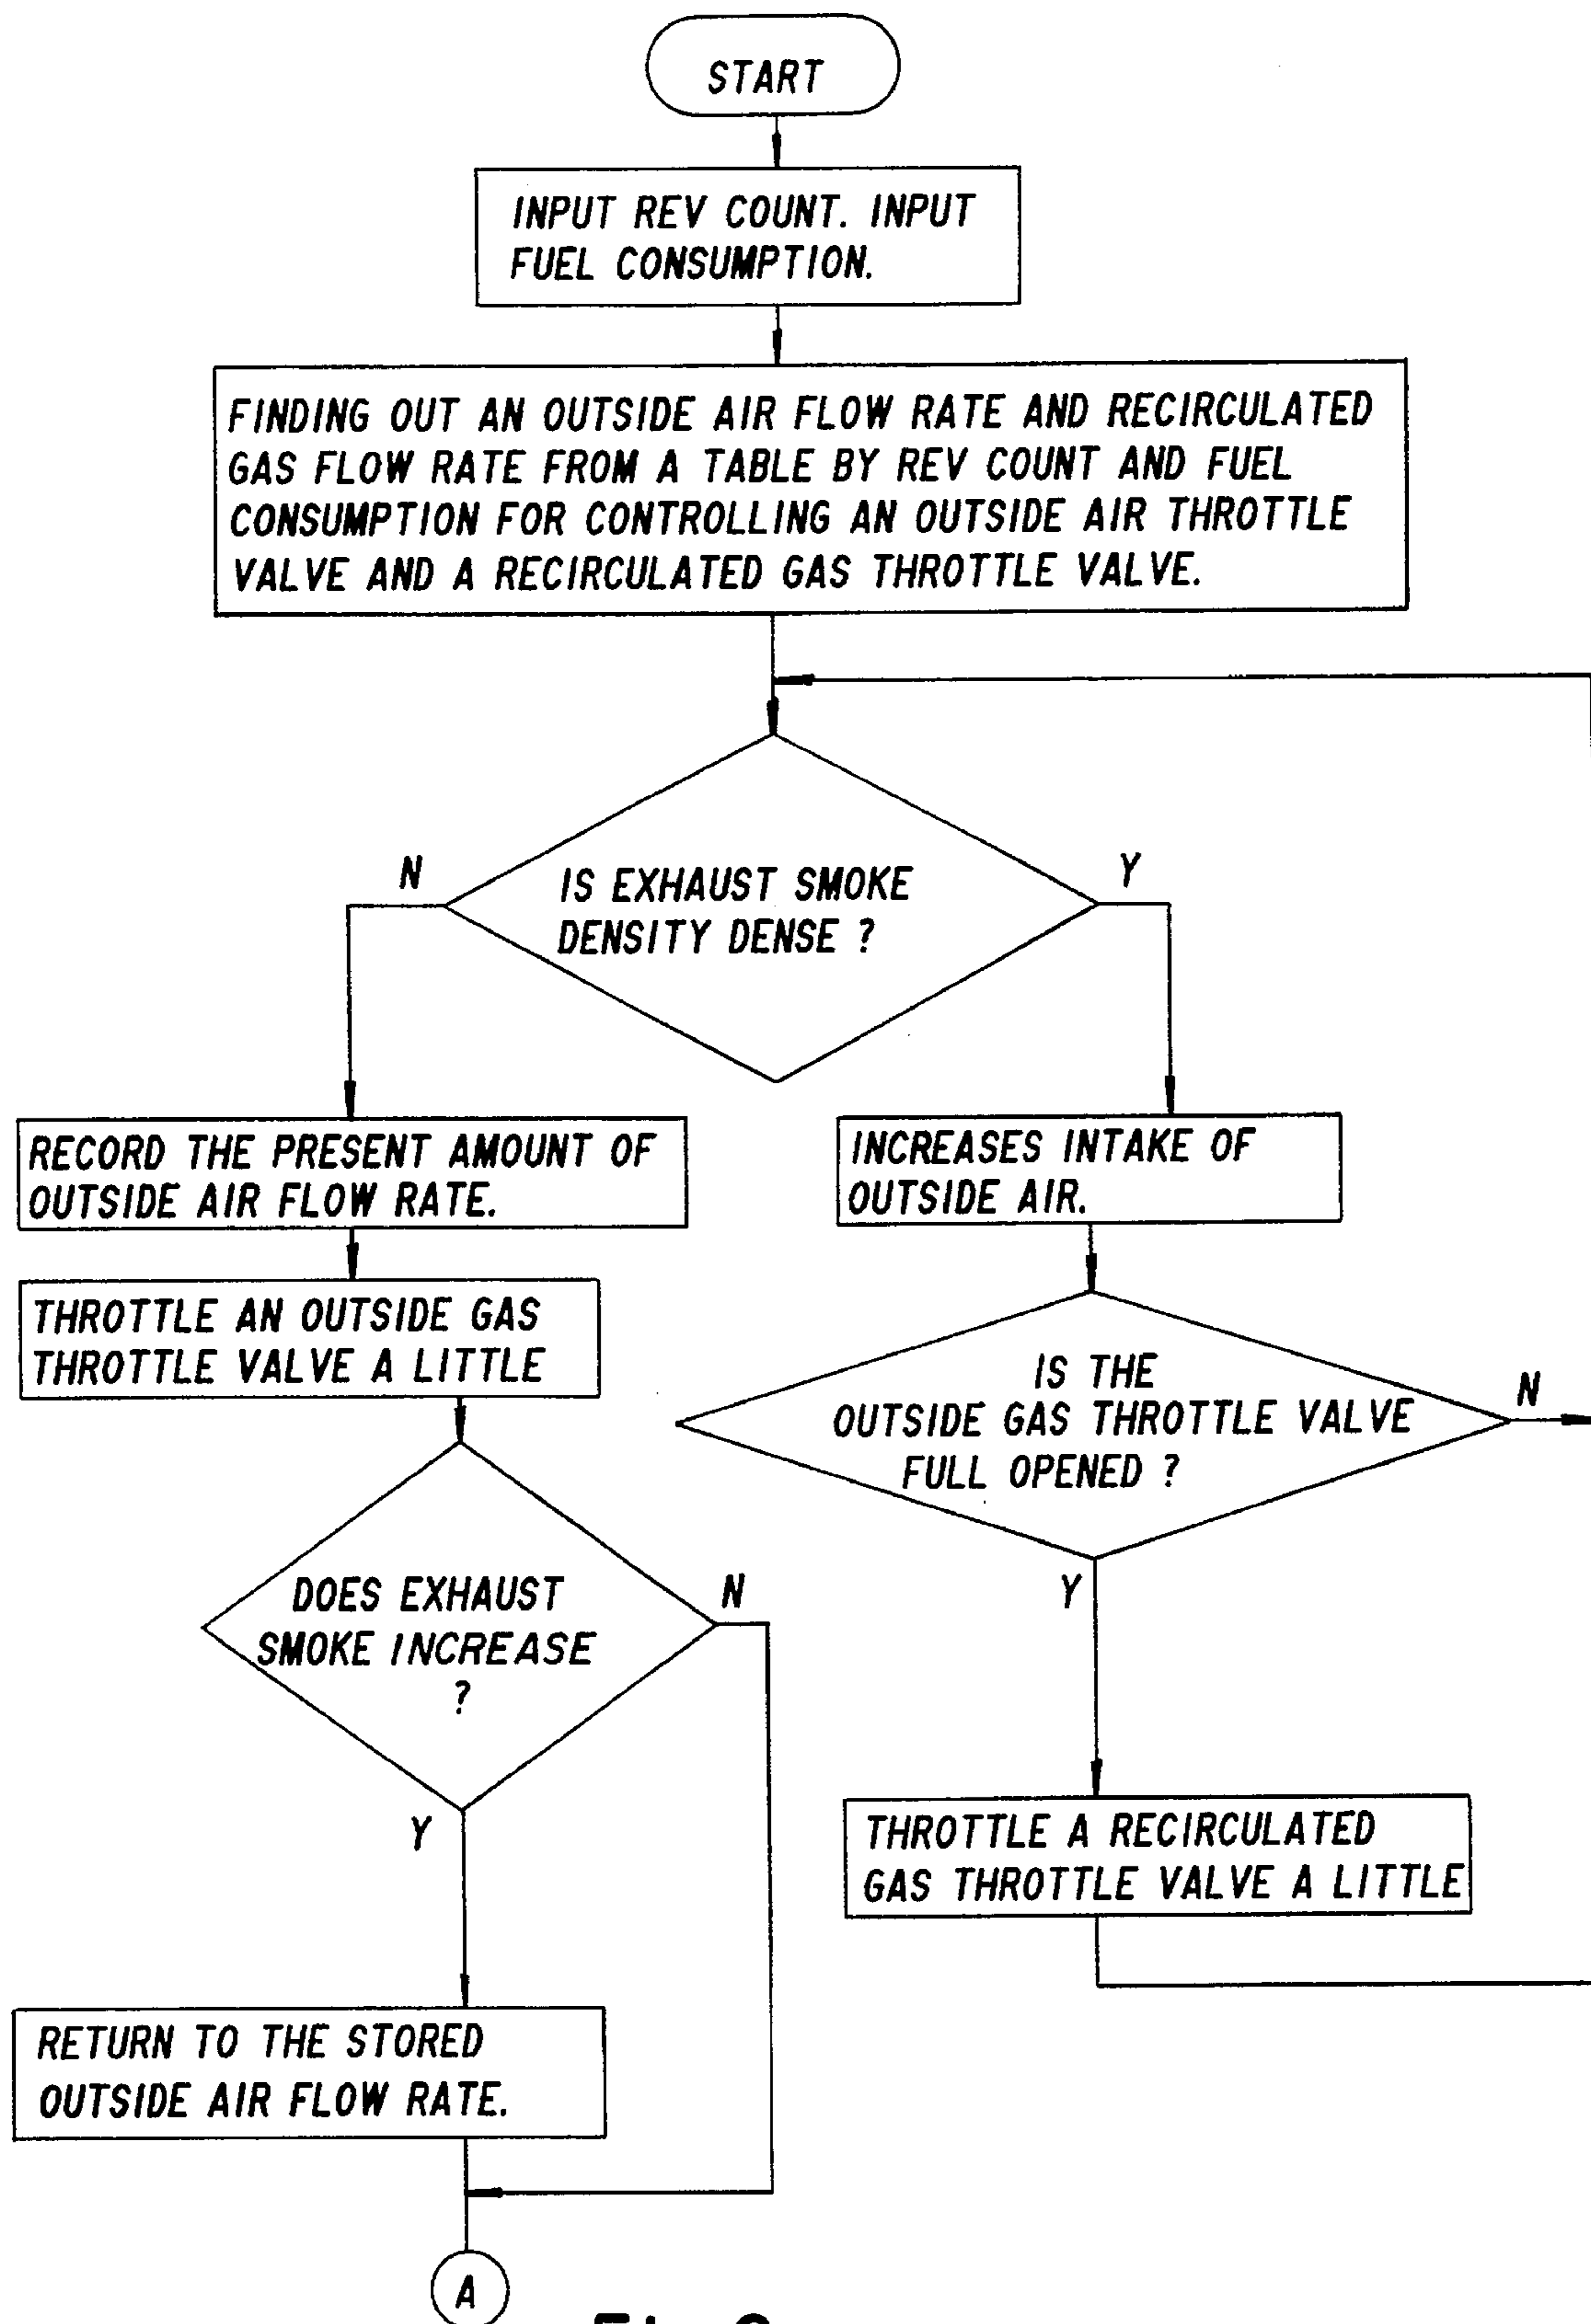 START
INPUT REV COUNT. INPUT
FUEL CONSUMPTION.
FINDING OUT AN OUTSIDE AIR FLOW RATE AND RECIRCULATED
GAS FLOW RATE FROM A TABLE BY REV COUNT AND FUEL
CONSUMPTION FOR CONTROLLING AN OUTSIDE AIR THROTTLE
VALVE AND A RECIRCULATED GAS THROTTLE VALVE.
N
Y
IS EXHAUST SMOKE
DENSITY DENSE ?
RECORD THE PRESENT AMOUNT OF
OUTSIDE AIR FLOW RATE.
INCREASES INTAKE OF
OUTSIDE AIR.
THROTTLE AN OUTSIDE GAS
THROTTLE VALVE A LITTLE
IS THE
OUTSIDE GAS THROTTLE VALVE
FULL OPENED ?
N
Y
DOES EXHAUST
SMOKE INCREASE
?
N
Y
THROTTLE A RECIRCULATED
GAS THROTTLE VALVE A LITTLE
RETURN TO THE STORED
OUTSIDE AIR FLOW RATE.
A